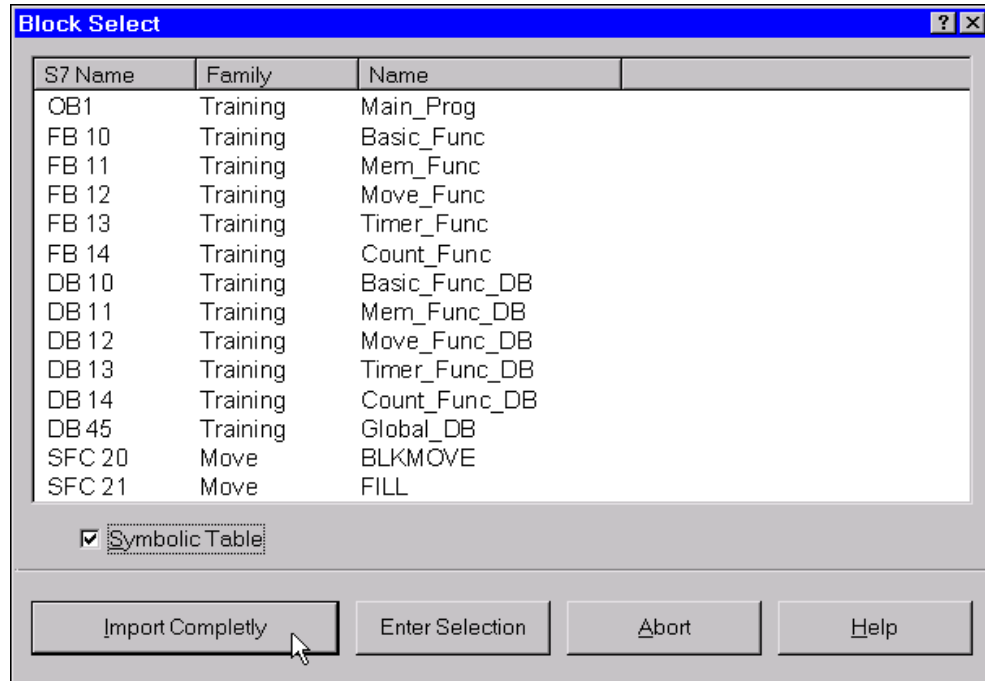 Block Select
S7 Name Family Name
OB1 Training Main_Prog
FB 10 Training Basic_Func
FB 11 Training Mem_Func
FB 12 Training Move_Func
FB 13 Training Timer_Func
FB 14 Training Count_Func
DB 10 Training Basic_Func_DB
DB 11 Training Mem_Func_DB
DB 12 Training Move_Func_DB
DB 13 Training Timer_Func_DB
DB 14 Training Count_Func_DB
DB 45 Training Global_DB
SFC 20 Move BLKMOVE
SFC 21 Move FILL
Symbolic Table
Import Completly Enter Selection Abort Help